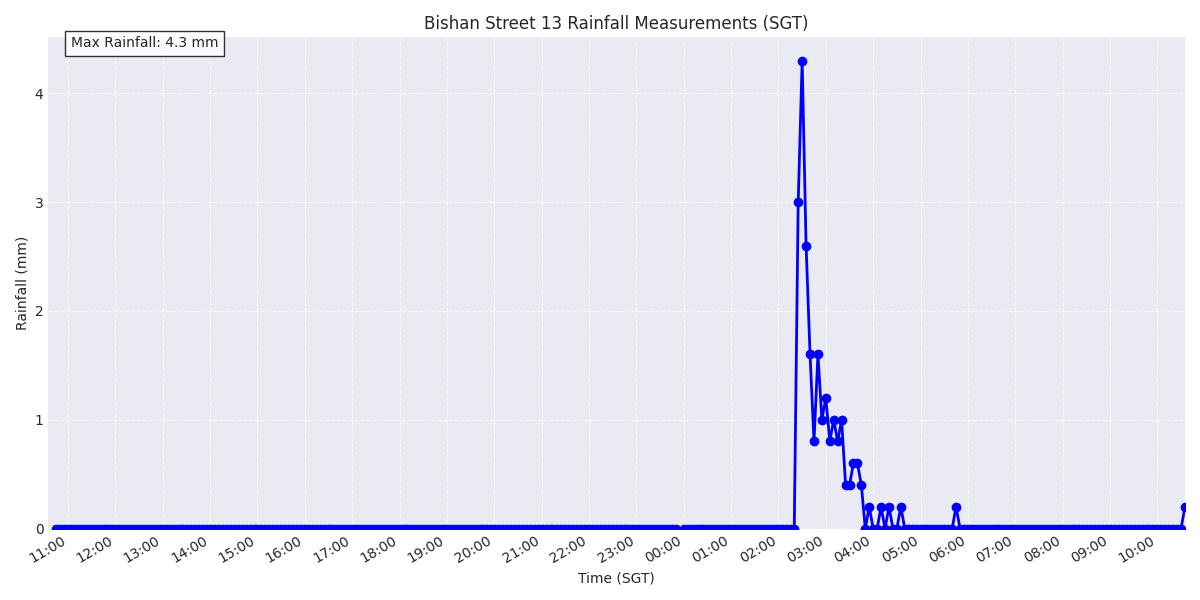 Bishan Street 13 Rainfall Measurements (SGT)
Max Rainfall: 4.3 mm
4
3
2
1
0
Rainfall (mm)
11:00 12:00 13:00 14:00 15:00 16:00 17:00 18:00 19:00 20:00 21:00 22:00 23:00 00:00 01:00 02:00 03:00 04:00 05:00 06:00 07:00 08:00 09:00 10:00
Time (SGT)